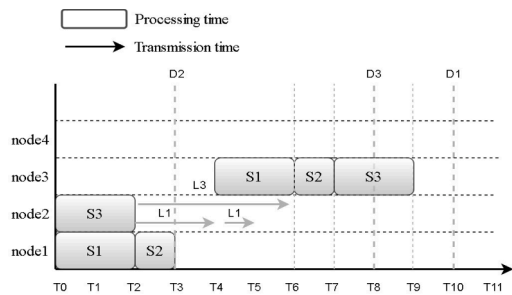 Processing time
Transmission time
D2 D3 D1
node4
node3 S1 S2 S3
L3
node2 S3 L1 L1
node1 S1 S2
T0 T1 T2 T3 T4 T5 T6 T7 T8 T9 T10 T11